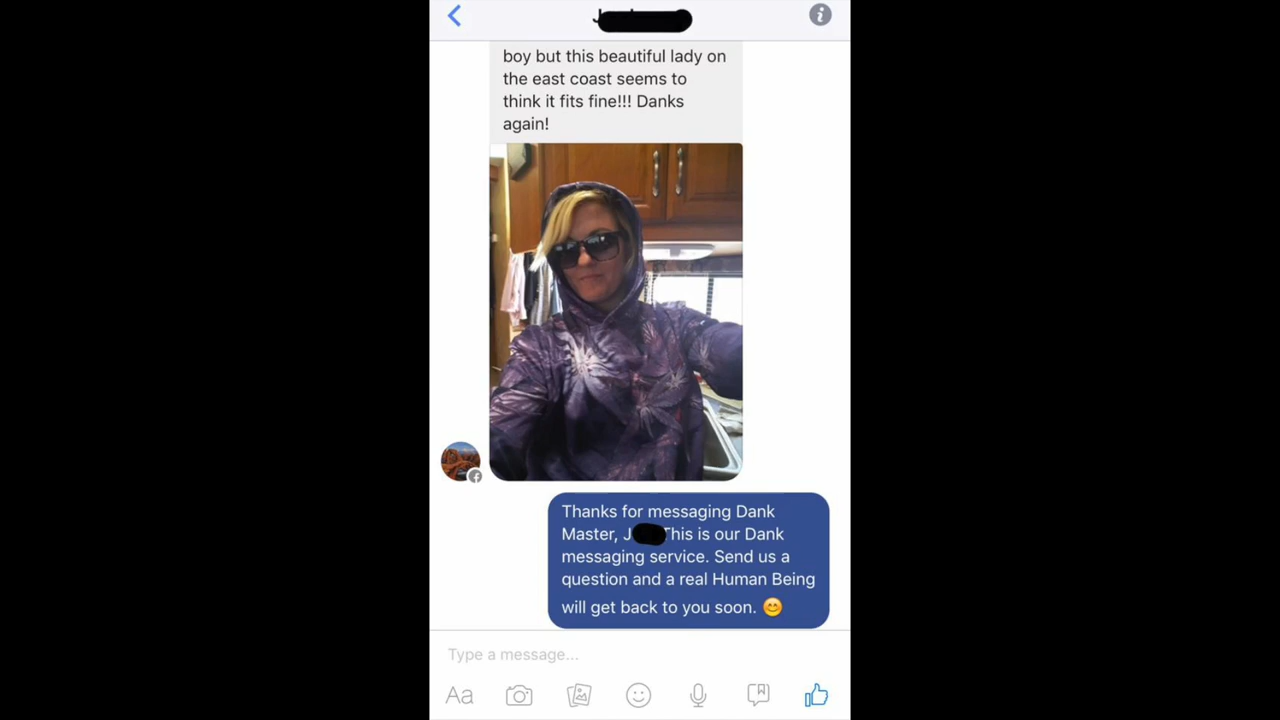 boy but this beautiful lady on
the east coast seems to
think it fits fine!!! Danks
again!
Thanks for messaging Dank
Master, J This is our Dank
messaging service. Send us a
question and a real Human Being
will get back to you soon. 😊
Type a message...
Aa